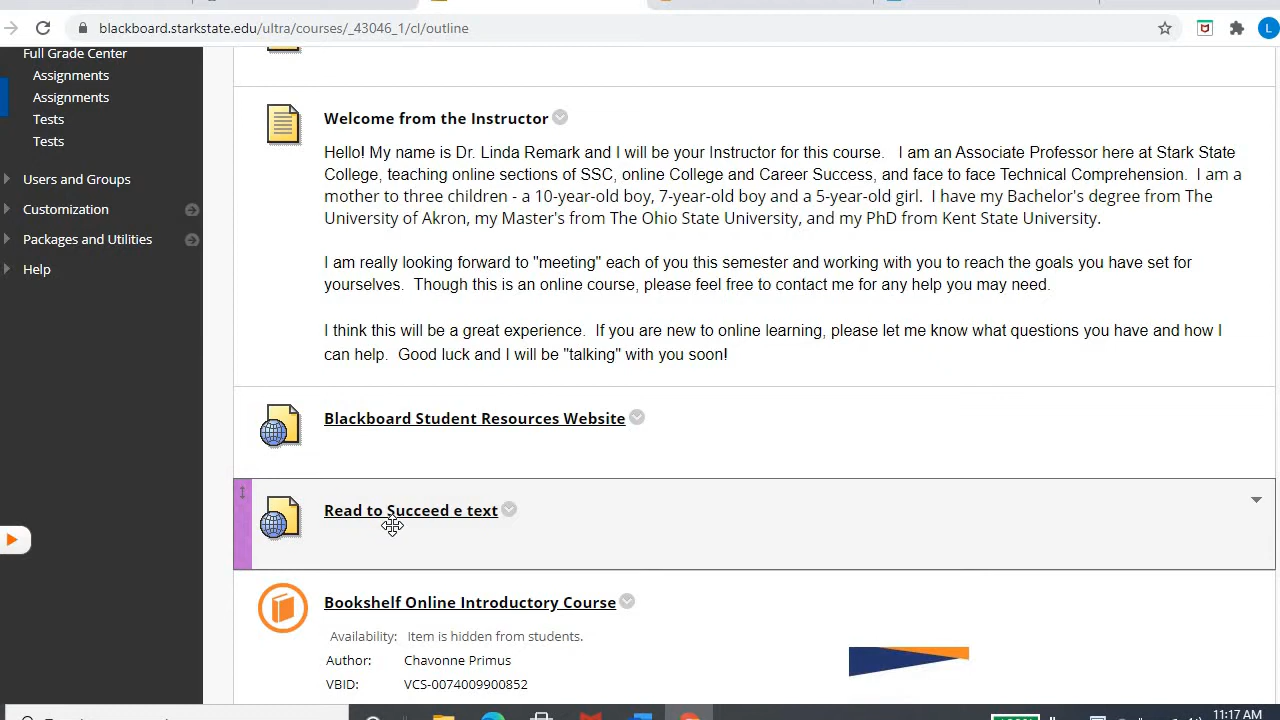 blackboard.starkstate.edu/ultra/courses/_43046_1/cl/outline
L
Full Grade Center
Assignments
Assignments
Tests
Tests
Users and Groups
Customization
Packages and Utilities
Help
Welcome from the Instructor
Hello! My name is Dr. Linda Remark and I will be your Instructor for this course.   I am an Associate Professor here at Stark State
College, teaching online sections of SSC, online College and Career Success, and face to face Technical Comprehension.  I am a
mother to three children - a 10-year-old boy, 7-year-old boy and a 5-year-old girl.  I have my Bachelor's degree from The
University of Akron, my Master's from The Ohio State University, and my PhD from Kent State University.
I am really looking forward to "meeting" each of you this semester and working with you to reach the goals you have set for
yourselves.  Though this is an online course, please feel free to contact me for any help you may need.
I think this will be a great experience.  If you are new to online learning, please let me know what questions you have and how I
can help.  Good luck and I will be "talking" with you soon!
Blackboard Student Resources Website
Read to Succeed e text
Bookshelf Online Introductory Course
Availability: Item is hidden from students.
Author: Chavonne Primus
VBID: VCS-0074009900852
11:17 AM